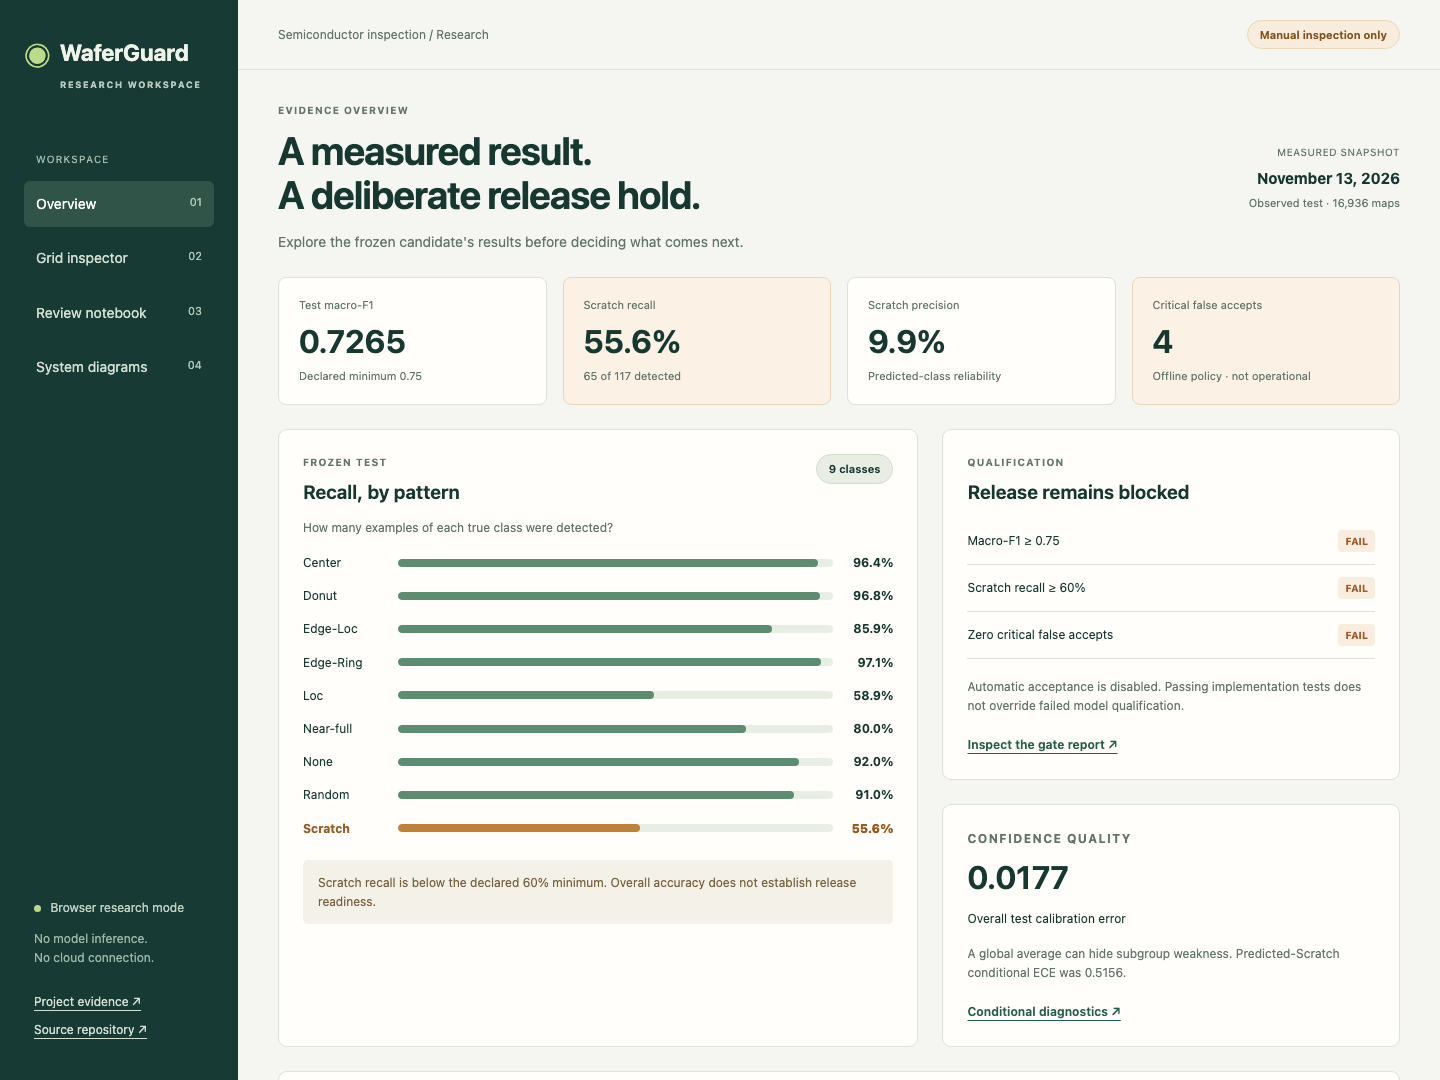 WaferGuard
RESEARCH WORKSPACE
WORKSPACE
Overview 01
Grid inspector 02
Review notebook 03
System diagrams 04
Browser research mode
No model inference.
No cloud connection.
Project evidence ↗
Source repository ↗
Semiconductor inspection / Research
Manual inspection only
EVIDENCE OVERVIEW
A measured result.
A deliberate release hold.
Explore the frozen candidate's results before deciding what comes next.
MEASURED SNAPSHOT
November 13, 2026
Observed test · 16,936 maps
Test macro-F1
0.7265
Declared minimum 0.75
Scratch recall
55.6%
65 of 117 detected
Scratch precision
9.9%
Predicted-class reliability
Critical false accepts
4
Offline policy · not operational
FROZEN TEST
Recall, by pattern
9 classes
How many examples of each true class were detected?
Center 96.4%
Donut 96.8%
Edge-Loc 85.9%
Edge-Ring 97.1%
Loc 58.9%
Near-full 80.0%
None 92.0%
Random 91.0%
Scratch 55.6%
Scratch recall is below the declared 60% minimum. Overall accuracy does not establish release
readiness.
QUALIFICATION
Release remains blocked
Macro-F1 ≥ 0.75 FAIL
Scratch recall ≥ 60% FAIL
Zero critical false accepts FAIL
Automatic acceptance is disabled. Passing implementation tests does
not override failed model qualification.
Inspect the gate report ↗
CONFIDENCE QUALITY
0.0177
Overall test calibration error
A global average can hide subgroup weakness. Predicted-Scratch
conditional ECE was 0.5156.
Conditional diagnostics ↗